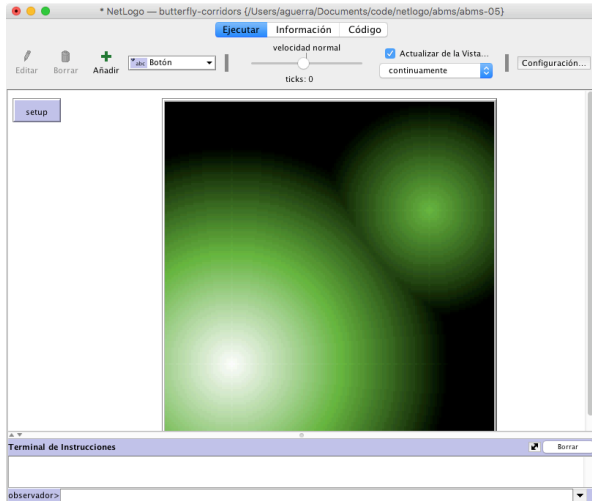 * NetLogo — butterfly-corridors {/Users/aguerra/Documents/code/netlogo/abms/abms-05}
Ejecutar Información Código
Editar Borrar Añadir
abc Botón
velocidad normal
ticks: 0
Actualizar de la Vista...
continuamente
Configuración...
setup
Terminal de Instrucciones
Borrar
observador>